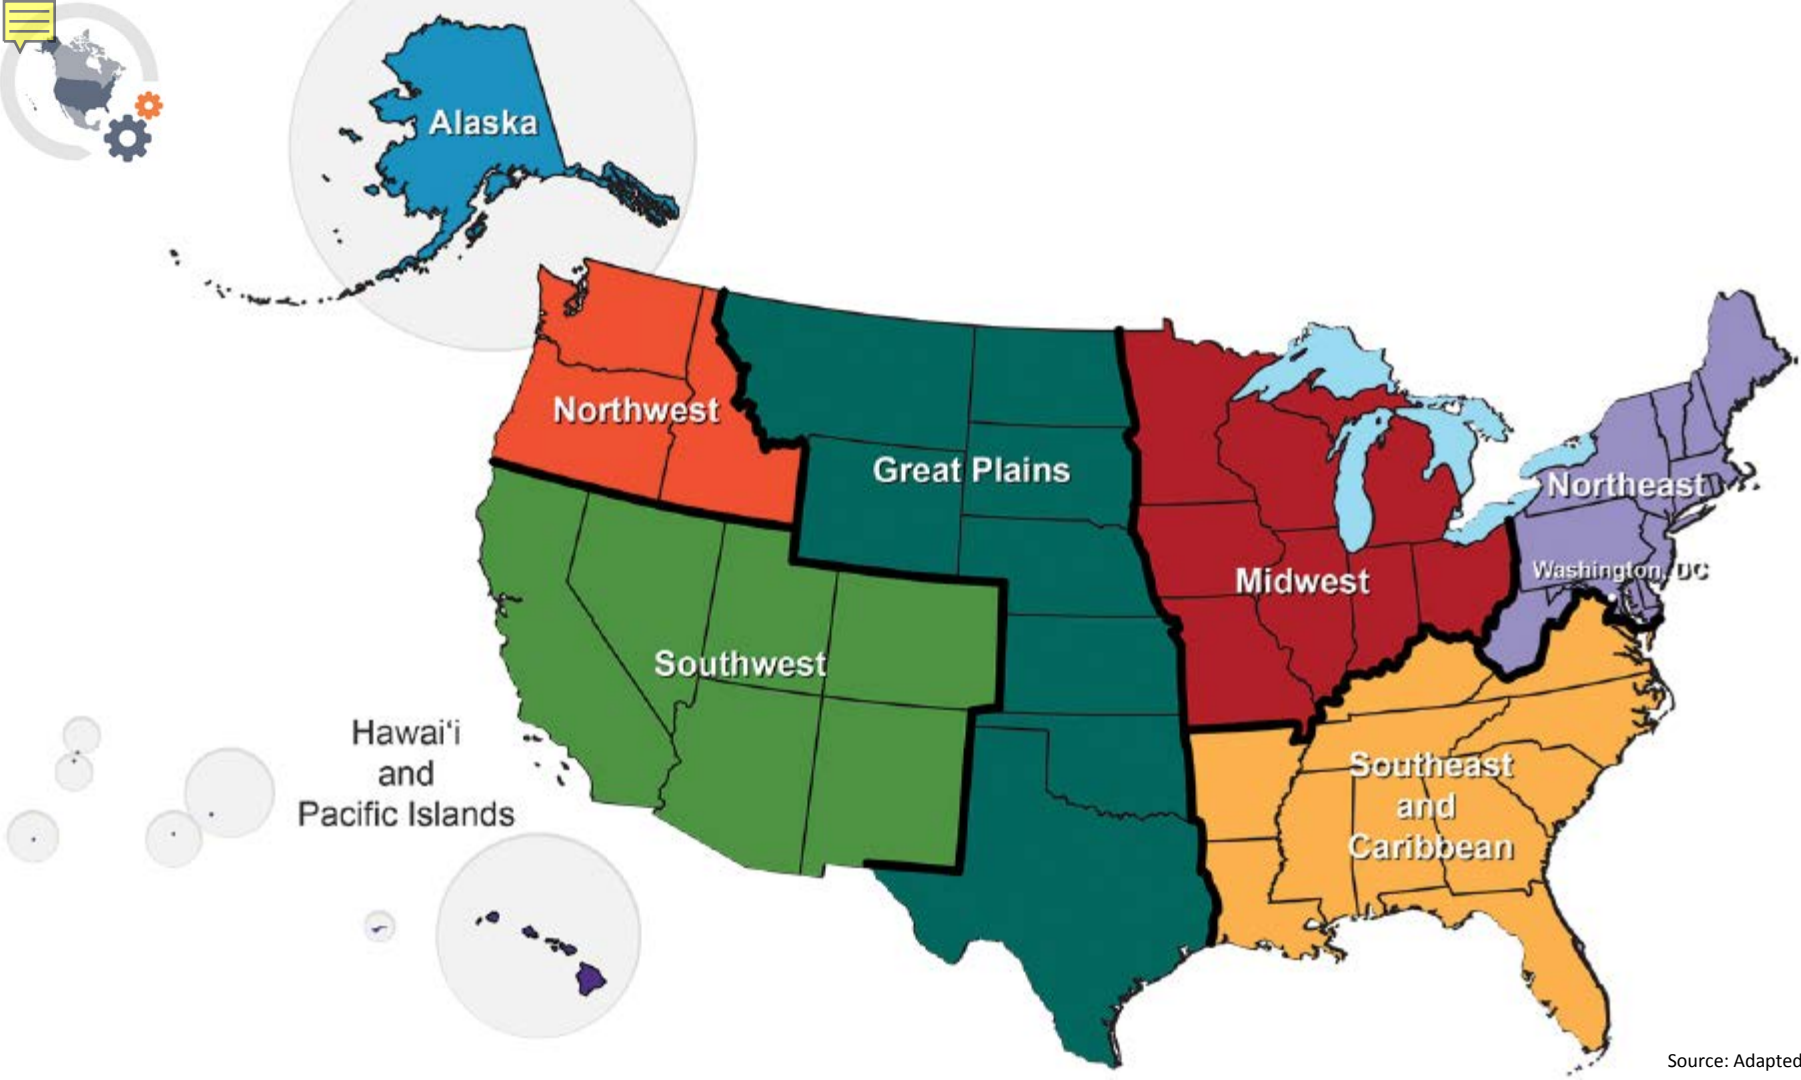 Alaska
Northwest
Great Plains
Northeast
Washington, DC
Midwest
Southwest
Hawai‘i
and
Pacific Islands
Southeast
and
Caribbean
Source: Adapted